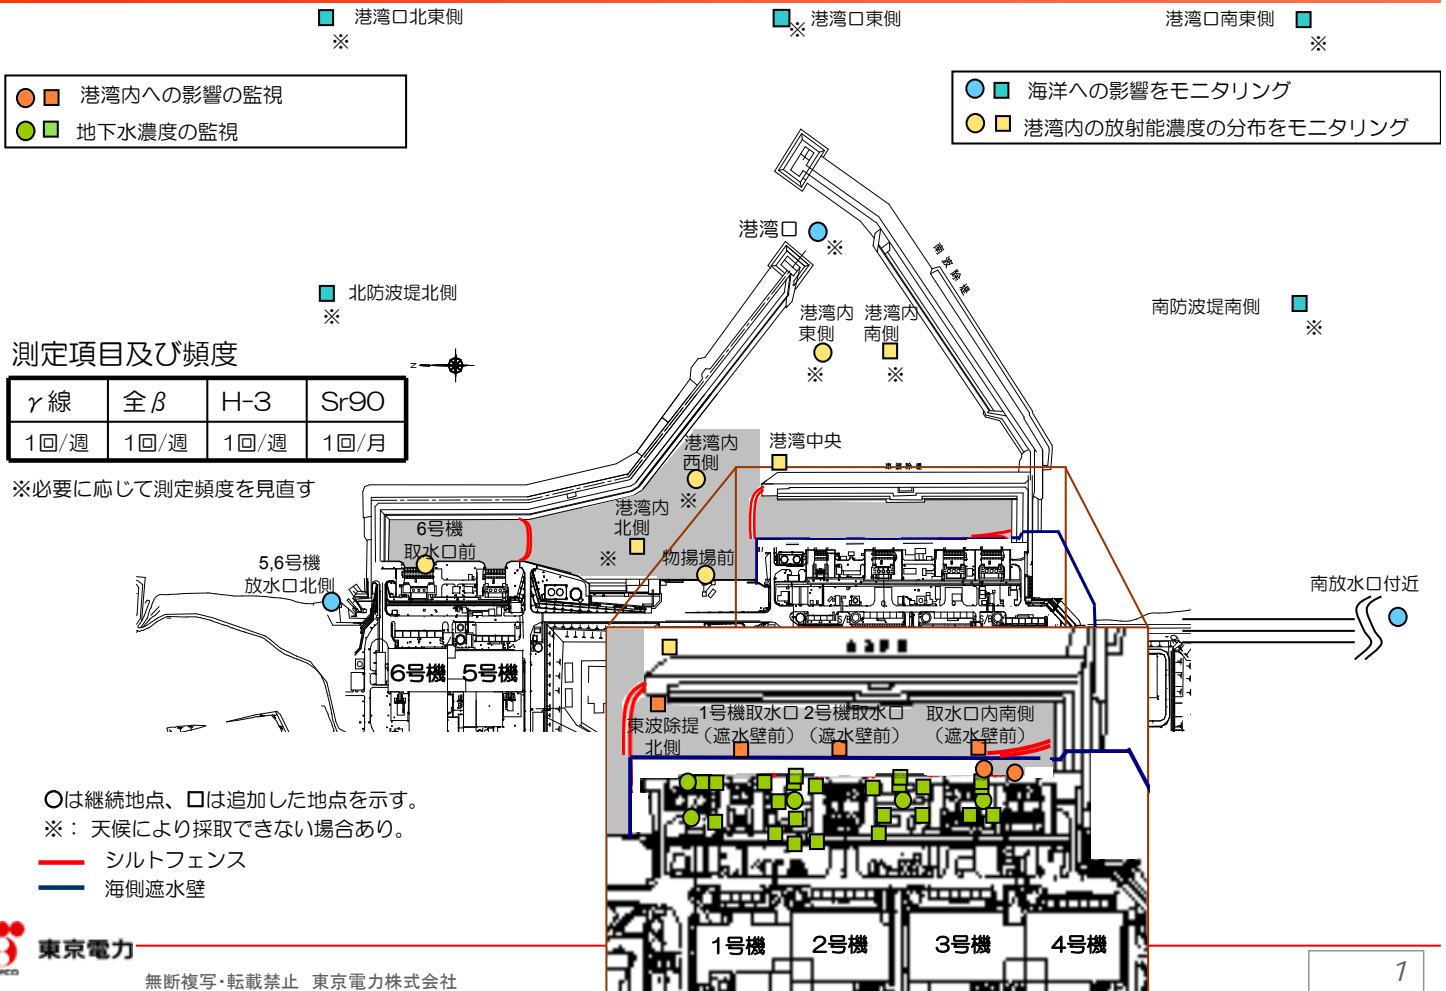 港湾口北東側
※
港湾口東側
※
港湾口南東側
※
港湾内への影響の監視
地下水濃度の監視
海洋への影響をモニタリング
港湾内の放射能濃度の分布をモニタリング
港湾口
※
南波除堤
北防波堤北側
※
南防波堤南側
※
港湾内
東側
※
港湾内
南側
※
測定項目及び頻度
γ線 全β H-3 Sr90
1回/週 1回/週 1回/週 1回/月
※必要に応じて測定頻度を見直す
N
港湾内
西側
※
港湾中央
東波除堤
港湾内
北側
※
物揚場前
6号機
取水口前
5,6号機
放水口北側
南放水口付近
6号機 5号機
東波除堤
北側
1号機取水口
（遮水壁前）
2号機取水口
（遮水壁前）
取水口内南側
（遮水壁前）
1号機 2号機 3号機 4号機
○は継続地点、□は追加した地点を示す。
※： 天候により採取できない場合あり。
シルトフェンス
海側遮水壁
東京電力
無断複写・転載禁止 東京電力株式会社
1